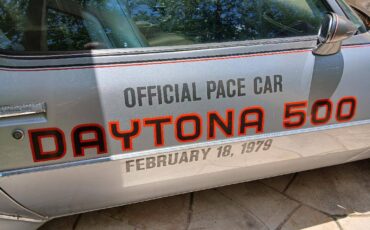 OFFICIAL PACE CAR
DAYTONA 500
FEBRUARY 18, 1979